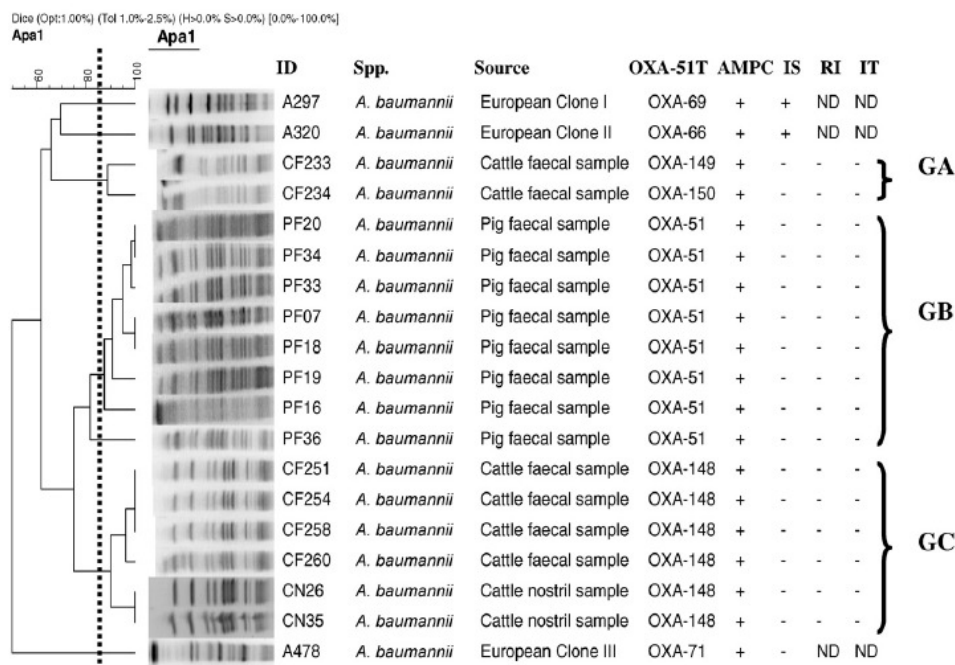 Dice (Opt:1.00%) (Tol 1.0%-2.5%) (H>0.0% S>0.0%) [0.0%-100.0%]
Apa1 Apa1
60 80 100
ID Spp. Source OXA-51T AMPC IS RI IT
A297 A. baumannii European Clone I OXA-69 + + ND ND
A320 A. baumannii European Clone II OXA-66 + + ND ND
CF233 A. baumannii Cattle faecal sample OXA-149 + - - -
GA
CF234 A. baumannii Cattle faecal sample OXA-150 + - - -
PF20 A. baumannii Pig faecal sample OXA-51 + - - -
PF34 A. baumannii Pig faecal sample OXA-51 + - - -
PF33 A. baumannii Pig faecal sample OXA-51 + - - -
GB
PF07 A. baumannii Pig faecal sample OXA-51 + - - -
PF18 A. baumannii Pig faecal sample OXA-51 + - - -
PF19 A. baumannii Pig faecal sample OXA-51 + - - -
PF16 A. baumannii Pig faecal sample OXA-51 + - - -
PF36 A. baumannii Pig faecal sample OXA-51 + - - -
CF251 A. baumannii Cattle faecal sample OXA-148 + - - -
CF254 A. baumannii Cattle faecal sample OXA-148 + - - -
CF258 A. baumannii Cattle faecal sample OXA-148 + - - -
GC
CF260 A. baumannii Cattle faecal sample OXA-148 + - - -
CN26 A. baumannii Cattle nostril sample OXA-148 + - - -
CN35 A. baumannii Cattle nostril sample OXA-148 + - - -
A478 A. baumannii European Clone III OXA-71 + - ND ND